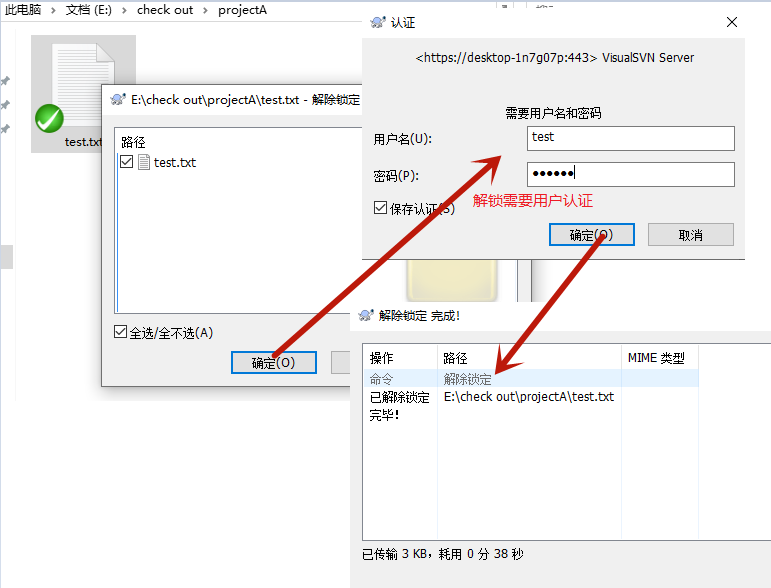 此电脑 > 文档 (E:) > check out > projectA
test.txt
E:\check out\projectA\test.txt - 解除锁定
路径
test.txt
全选/全不选(A)
确定(O)
认证
<https://desktop-1n7g07p:443> VisualSVN Server
需要用户名和密码
用户名(U):
test
密码(P):
●●●●●●
保存认证(S)
解锁需要用户认证
确定(O)
取消
解除锁定 完成!
操作 路径 MIME 类型
命令 解除锁定
已解除锁定 E:\check out\projectA\test.txt
完毕!
已传输 3 KB，耗用 0 分 38 秒